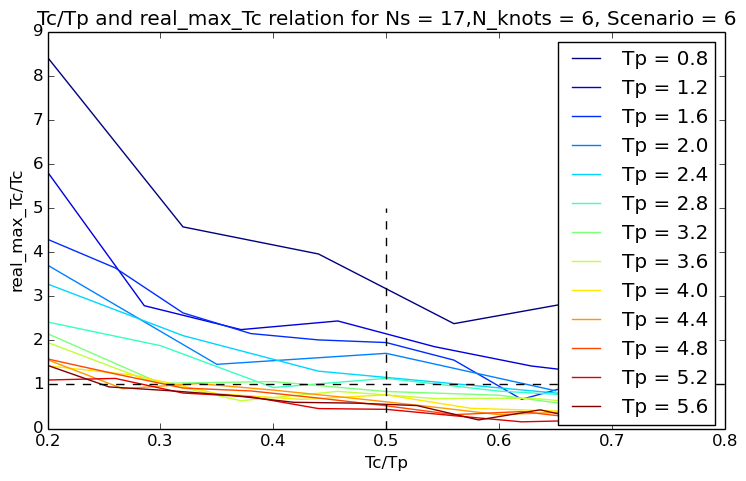 Tc/Tp and real_max_Tc relation for Ns = 17,N_knots = 6, Scenario = 6
9
8
7
6
5
4
3
2
1
0
real_max_Tc/Tc
0.2 0.3 0.4 0.5 0.6 0.7 0.8
Tc/Tp
Tp = 0.8
Tp = 1.2
Tp = 1.6
Tp = 2.0
Tp = 2.4
Tp = 2.8
Tp = 3.2
Tp = 3.6
Tp = 4.0
Tp = 4.4
Tp = 4.8
Tp = 5.2
Tp = 5.6